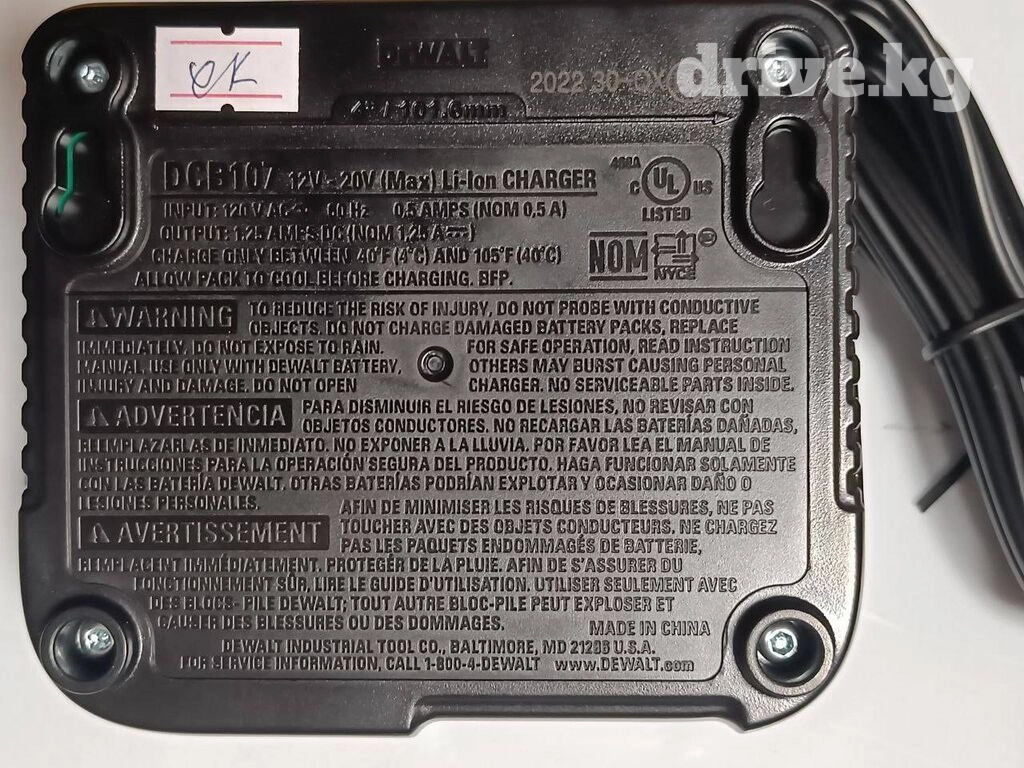 OK
DEWALT
drive.kg
2022 30-OX
4" / 101.6mm
DCB107 12V - 20V (Max) Li-Ion CHARGER
INPUT: 120 V AC ~ 60 Hz 0,5 AMPS (NOM 0,5 A)
OUTPUT: 1.25 AMPS DC (NOM 1,25 A ⎓)
CHARGE ONLY BETWEEN 40°F (4°C) AND 105°F (40°C)
ALLOW PACK TO COOL BEFORE CHARGING. BFP.
C UL US
LISTED
NOM NYCE
⚠ WARNING TO REDUCE THE RISK OF INJURY, DO NOT PROBE WITH CONDUCTIVE
OBJECTS. DO NOT CHARGE DAMAGED BATTERY PACKS, REPLACE
IMMEDIATELY. DO NOT EXPOSE TO RAIN. FOR SAFE OPERATION, READ INSTRUCTION
MANUAL. USE ONLY WITH DEWALT BATTERY, OTHERS MAY BURST CAUSING PERSONAL
INJURY AND DAMAGE. DO NOT OPEN CHARGER. NO SERVICEABLE PARTS INSIDE.
⚠ ADVERTENCIA PARA DISMINUIR EL RIESGO DE LESIONES, NO REVISAR CON
OBJETOS CONDUCTORES. NO RECARGAR LAS BATERÍAS DAÑADAS,
REEMPLAZARLAS DE INMEDIATO. NO EXPONER A LA LLUVIA. POR FAVOR LEA EL MANUAL DE
INSTRUCCIONES PARA LA OPERACIÓN SEGURA DEL PRODUCTO. HAGA FUNCIONAR SOLAMENTE
CON LAS BATERÍA DEWALT. OTRAS BATERÍAS PODRÍAN EXPLOTAR Y OCASIONAR DAÑO O
LESIONES PERSONALES.
⚠ AVERTISSEMENT AFIN DE MINIMISER LES RISQUES DE BLESSURES, NE PAS
TOUCHER AVEC DES OBJETS CONDUCTEURS. NE CHARGEZ
PAS LES PAQUETS ENDOMMAGÉS DE BATTERIE,
REMPLACENT IMMÉDIATEMENT. PROTEGÉR DE LA PLUIE. AFIN DE S'ASSURER DU
FONCTIONNEMENT SÛR, LIRE LE GUIDE D'UTILISATION. UTILISER SEULEMENT AVEC
DES BLOCS- PILE DEWALT; TOUT AUTRE BLOC-PILE PEUT EXPLOSER ET
CAUSER DES BLESSURES OU DES DOMMAGES.
MADE IN CHINA
DEWALT INDUSTRIAL TOOL CO., BALTIMORE, MD 21286 U.S.A.
FOR SERVICE INFORMATION, CALL 1-800-4-DEWALT www.DEWALT.com